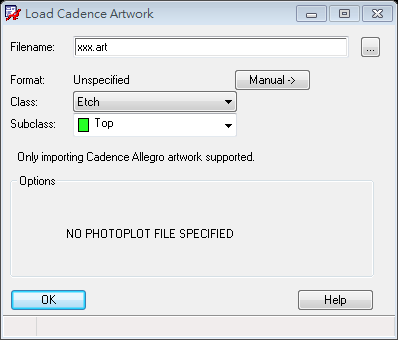 Load Cadence Artwork
Filename: xxx.art ...
Format: Unspecified Manual ->
Class: Etch
Subclass: Top
Only importing Cadence Allegro artwork supported.
Options
NO PHOTOPLOT FILE SPECIFIED
OK Help